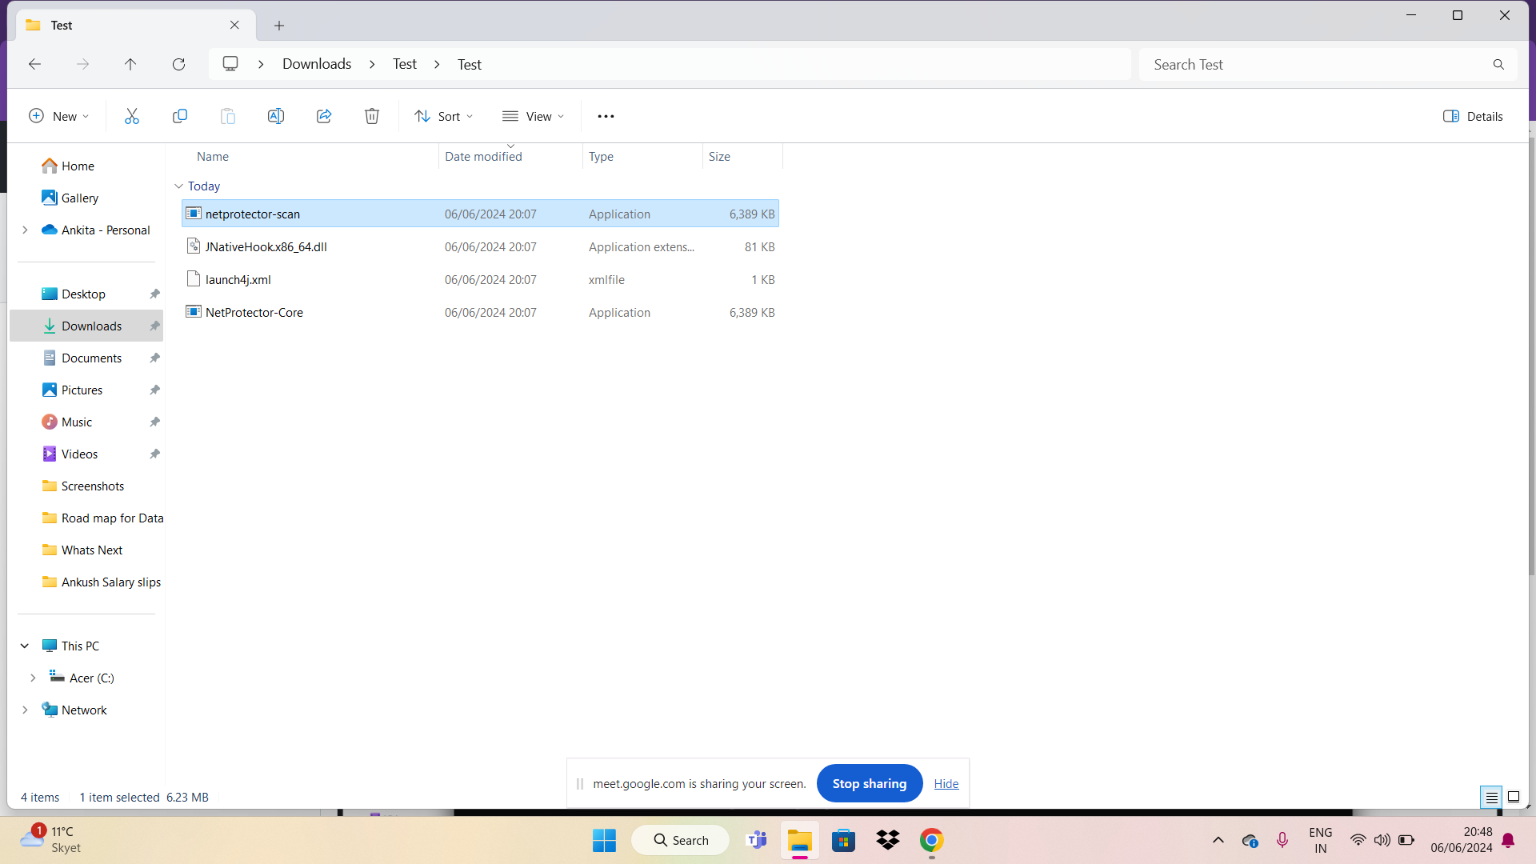 Test
Downloads > Test > Test
Search Test
New
Sort
View
Details
Name Date modified Type Size
Today
netprotector-scan 06/06/2024 20:07 Application 6,389 KB
JNativeHook.x86_64.dll 06/06/2024 20:07 Application extens... 81 KB
launch4j.xml 06/06/2024 20:07 xmlfile 1 KB
NetProtector-Core 06/06/2024 20:07 Application 6,389 KB
Home
Gallery
Ankita - Personal
Desktop
Downloads
Documents
Pictures
Music
Videos
Screenshots
Road map for Data
Whats Next
Ankush Salary slips
This PC
Acer (C:)
Network
meet.google.com is sharing your screen. Stop sharing Hide
4 items 1 item selected 6.23 MB
1
11°C
Skyet
Search
ENG
IN
20:48
06/06/2024